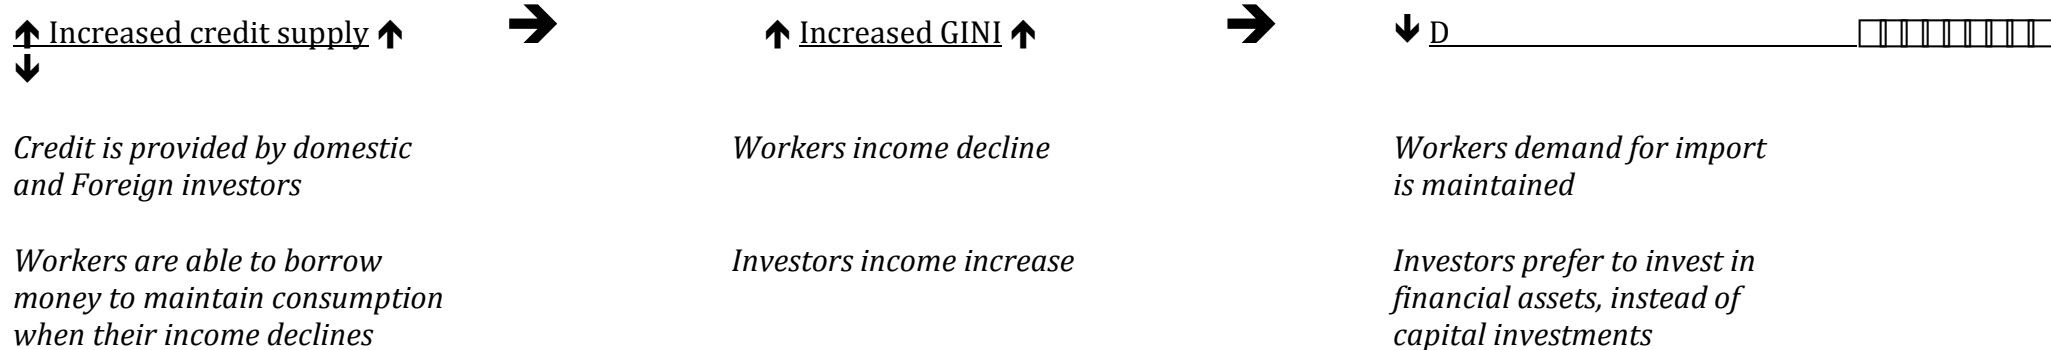 🡹 Increased credit supply 🡹 🡺 🡹 Increased GINI 🡹 🡺 🡻 D
🡻
Credit is provided by domestic
and Foreign investors
Workers are able to borrow
money to maintain consumption
when their income declines
Workers income decline
Investors income increase
Workers demand for import
is maintained
Investors prefer to invest in
financial assets, instead of
capital investments